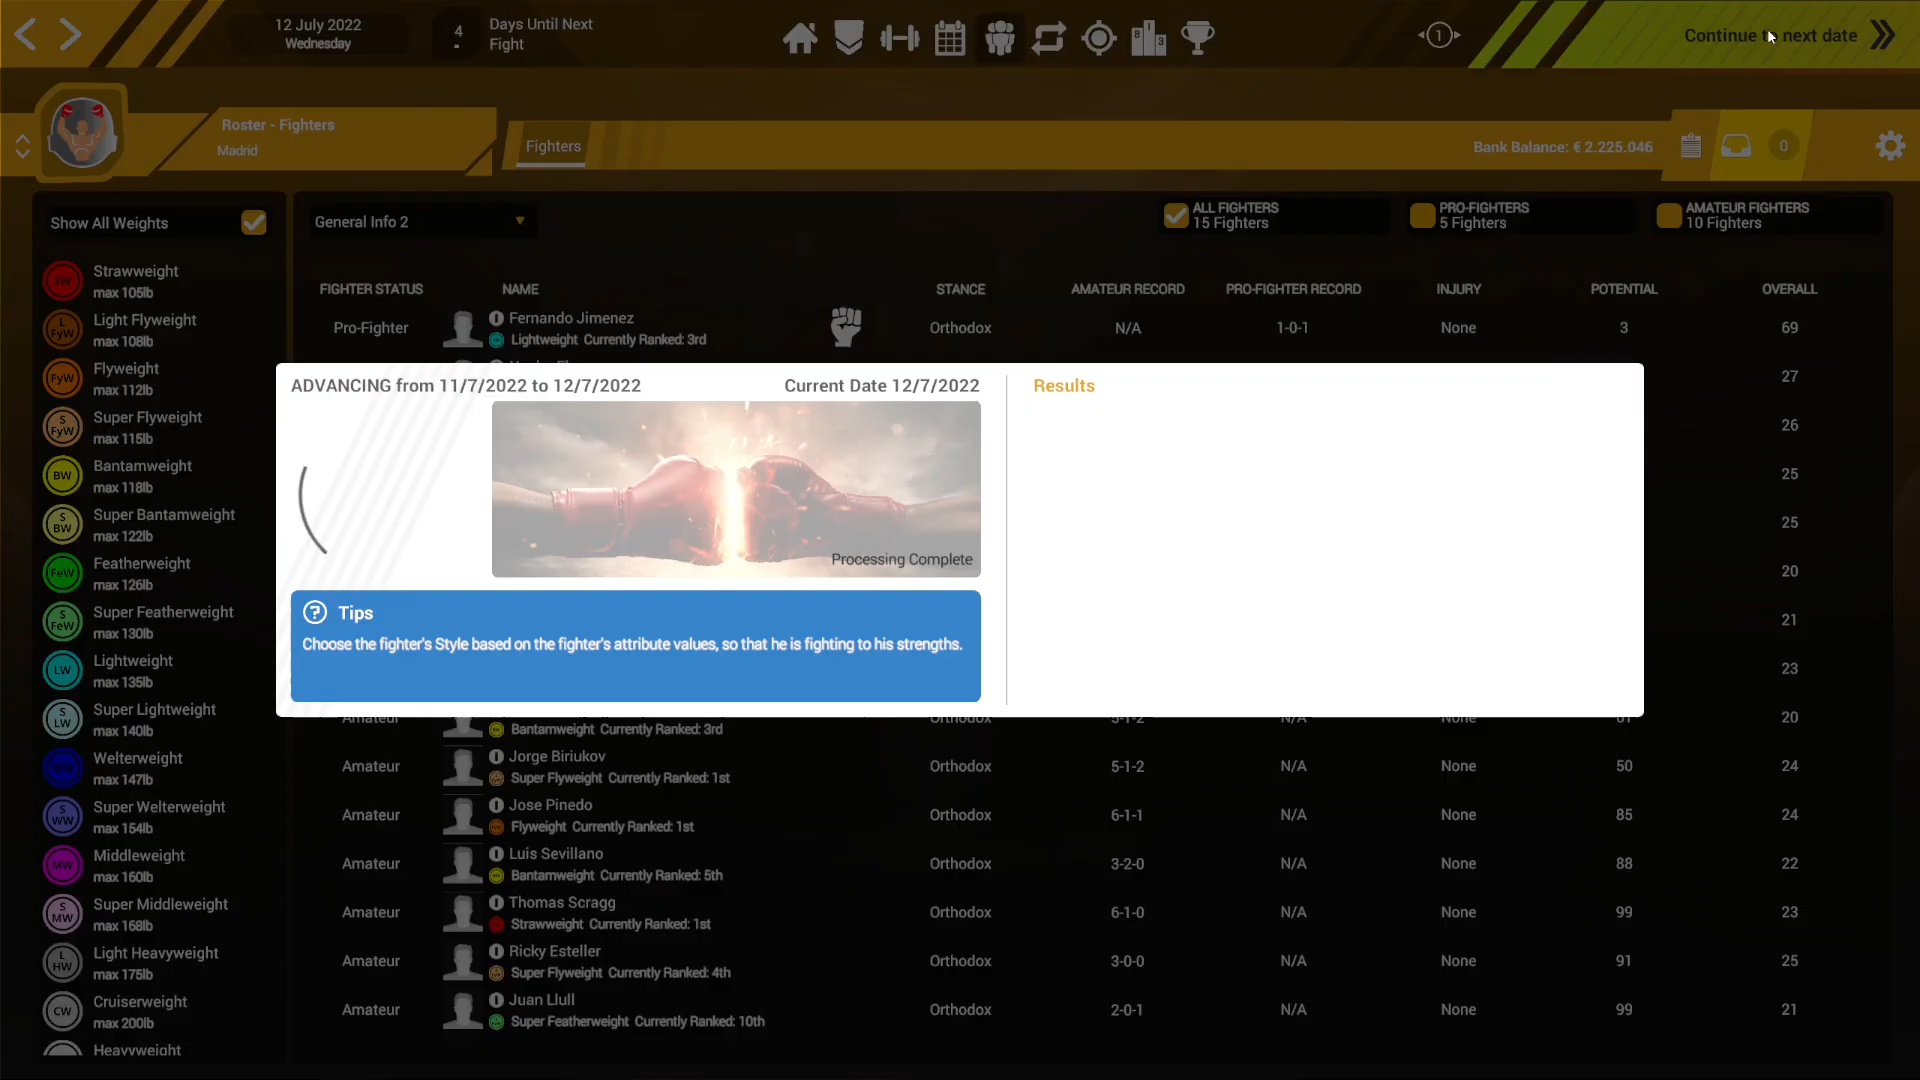 12 July 2022
Wednesday
4
Days Until Next
Fight
8
3
1
Continue to next date
Roster - Fighters
Madrid
Fighters
Bank Balance: € 2.225.046
0
Show All Weights
General Info 2
ALL FIGHTERS
15 Fighters
PRO-FIGHTERS
5 Fighters
AMATEUR FIGHTERS
10 Fighters
FIGHTER STATUS NAME STANCE AMATEUR RECORD PRO-FIGHTER RECORD INJURY POTENTIAL OVERALL
SW Strawweight
max 105lb
L FyW Light Flyweight
max 108lb
FyW Flyweight
max 112lb
S FyW Super Flyweight
max 115lb
BW Bantamweight
max 118lb
S BW Super Bantamweight
max 122lb
FeW Featherweight
max 126lb
S FeW Super Featherweight
max 130lb
LW Lightweight
max 135lb
S LW Super Lightweight
max 140lb
Welterweight
max 147lb
S WW Super Welterweight
max 154lb
MW Middleweight
max 160lb
S MW Super Middleweight
max 168lb
L HW Light Heavyweight
max 175lb
CW Cruiserweight
max 200lb
Heavyweight
Pro-Fighter Fernando Jimenez Orthodox N/A 1-0-1 None 3 69
Lightweight Currently Ranked: 3rd
27
26
25
25
20
21
23
ADVANCING from 11/7/2022 to 12/7/2022
Current Date 12/7/2022
Processing Complete
Tips
Choose the fighter's Style based on the fighter's attribute values, so that he is fighting to his strengths.
Results
Amateur Orthodox 5-1-2 N/A None 61 20
Bantamweight Currently Ranked: 3rd
Amateur Jorge Biriukov Orthodox 5-1-2 N/A None 50 24
Super Flyweight Currently Ranked: 1st
Amateur Jose Pinedo Orthodox 6-1-1 N/A None 85 24
Flyweight Currently Ranked: 1st
Amateur Luis Sevillano Orthodox 3-2-0 N/A None 88 22
Bantamweight Currently Ranked: 5th
Amateur Thomas Scragg Orthodox 6-1-0 N/A None 99 23
Strawweight Currently Ranked: 1st
Amateur Ricky Esteller Orthodox 3-0-0 N/A None 91 25
Super Flyweight Currently Ranked: 4th
Amateur Juan Llull Orthodox 2-0-1 N/A None 99 21
Super Featherweight Currently Ranked: 10th